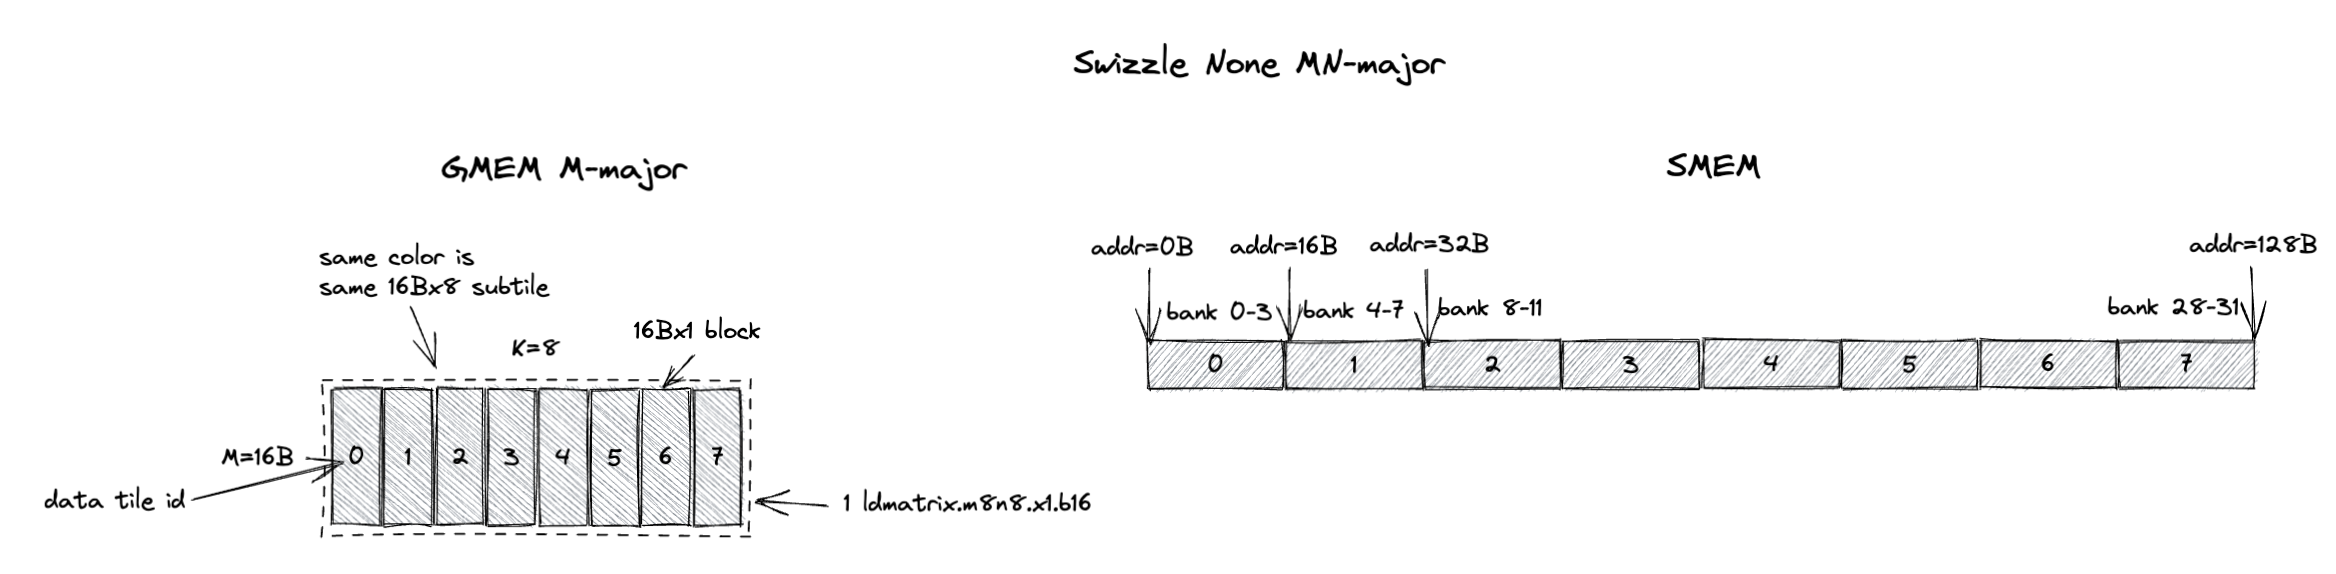 Swizzle None MN-major
GMEM M-major
SMEM
same color is
same 16Bx8 subtile
K=8
16Bx1 block
M=16B
data tile id
0 1 2 3 4 5 6 7
1 ldmatrix.m8n8.x1.b16
addr=0B addr=16B addr=32B addr=128B
bank 0-3 bank 4-7 bank 8-11 bank 28-31
0 1 2 3 4 5 6 7